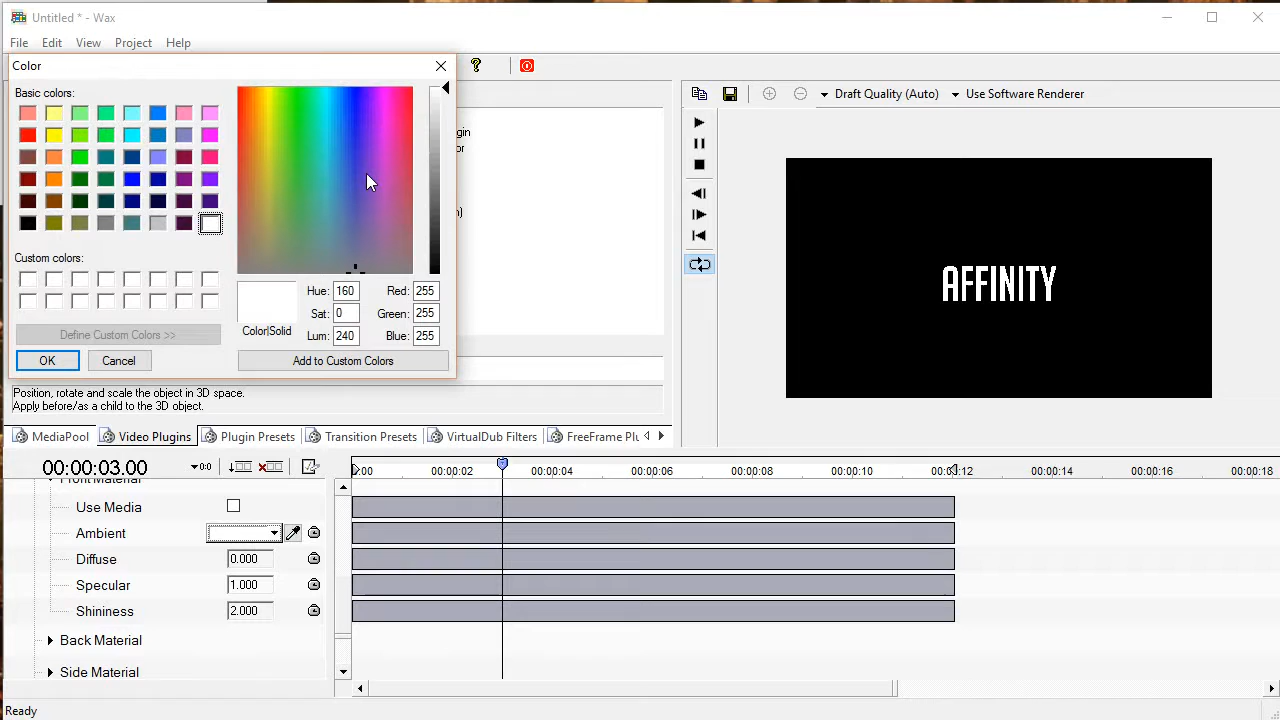 Untitled * - Wax
File Edit View Project Help
Color
Basic colors:
Custom colors:
Define Custom Colors >>
OK Cancel
Hue: 160 Red: 255
Sat: 0 Green: 255
Color|Solid
Lum: 240 Blue: 255
Add to Custom Colors
Draft Quality (Auto) Use Software Renderer
AFFINITY
Position, rotate and scale the object in 3D space.
Apply before/as a child to the 3D object.
MediaPool Video Plugins Plugin Presets Transition Presets VirtualDub Filters
00:00:03.00
:0:0
:00 00:00:02 00:00:04 00:00:06 00:00:08 00:00:10 00:00:12 00:00:14 00:00:16 00:00:18
Front Material
Use Media
Ambient
Diffuse 0.000
Specular 1.000
Shininess 2.000
Back Material
Side Material
Ready